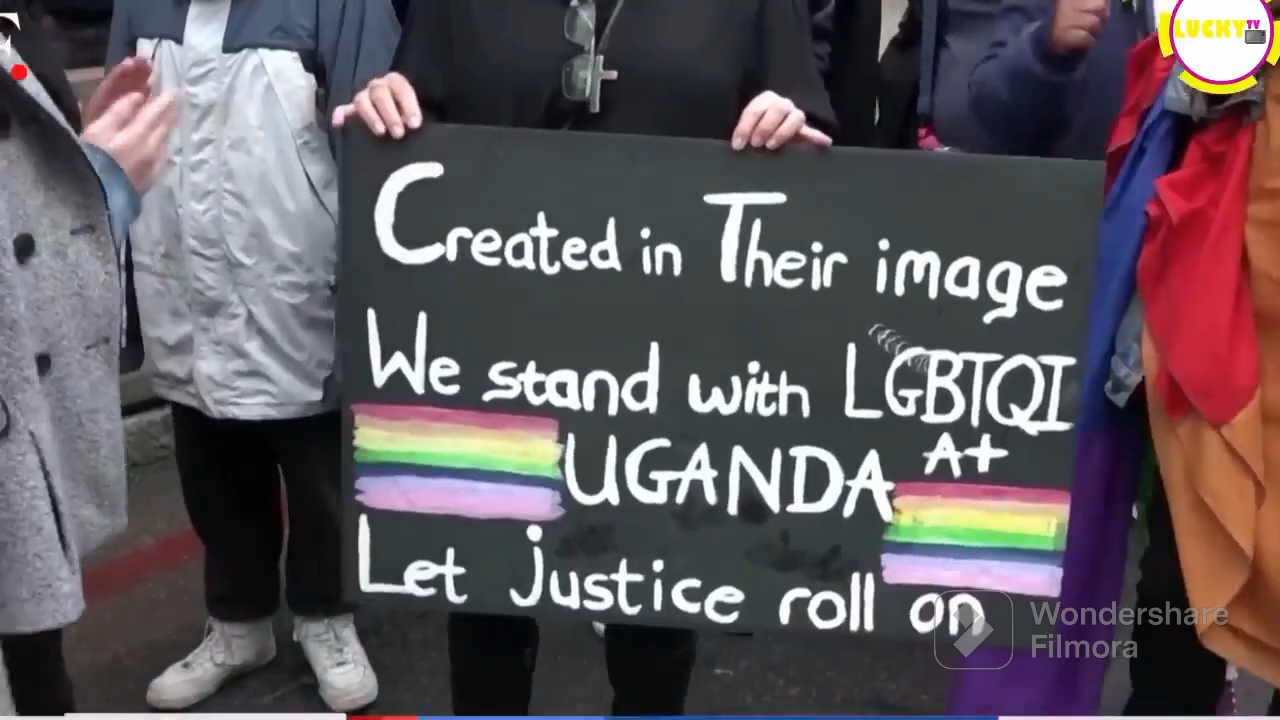 LUCKY TV
Created in Their image
We stand with LGBTQI
A+
UGANDA
Let justice roll on
Wondershare
Filmora